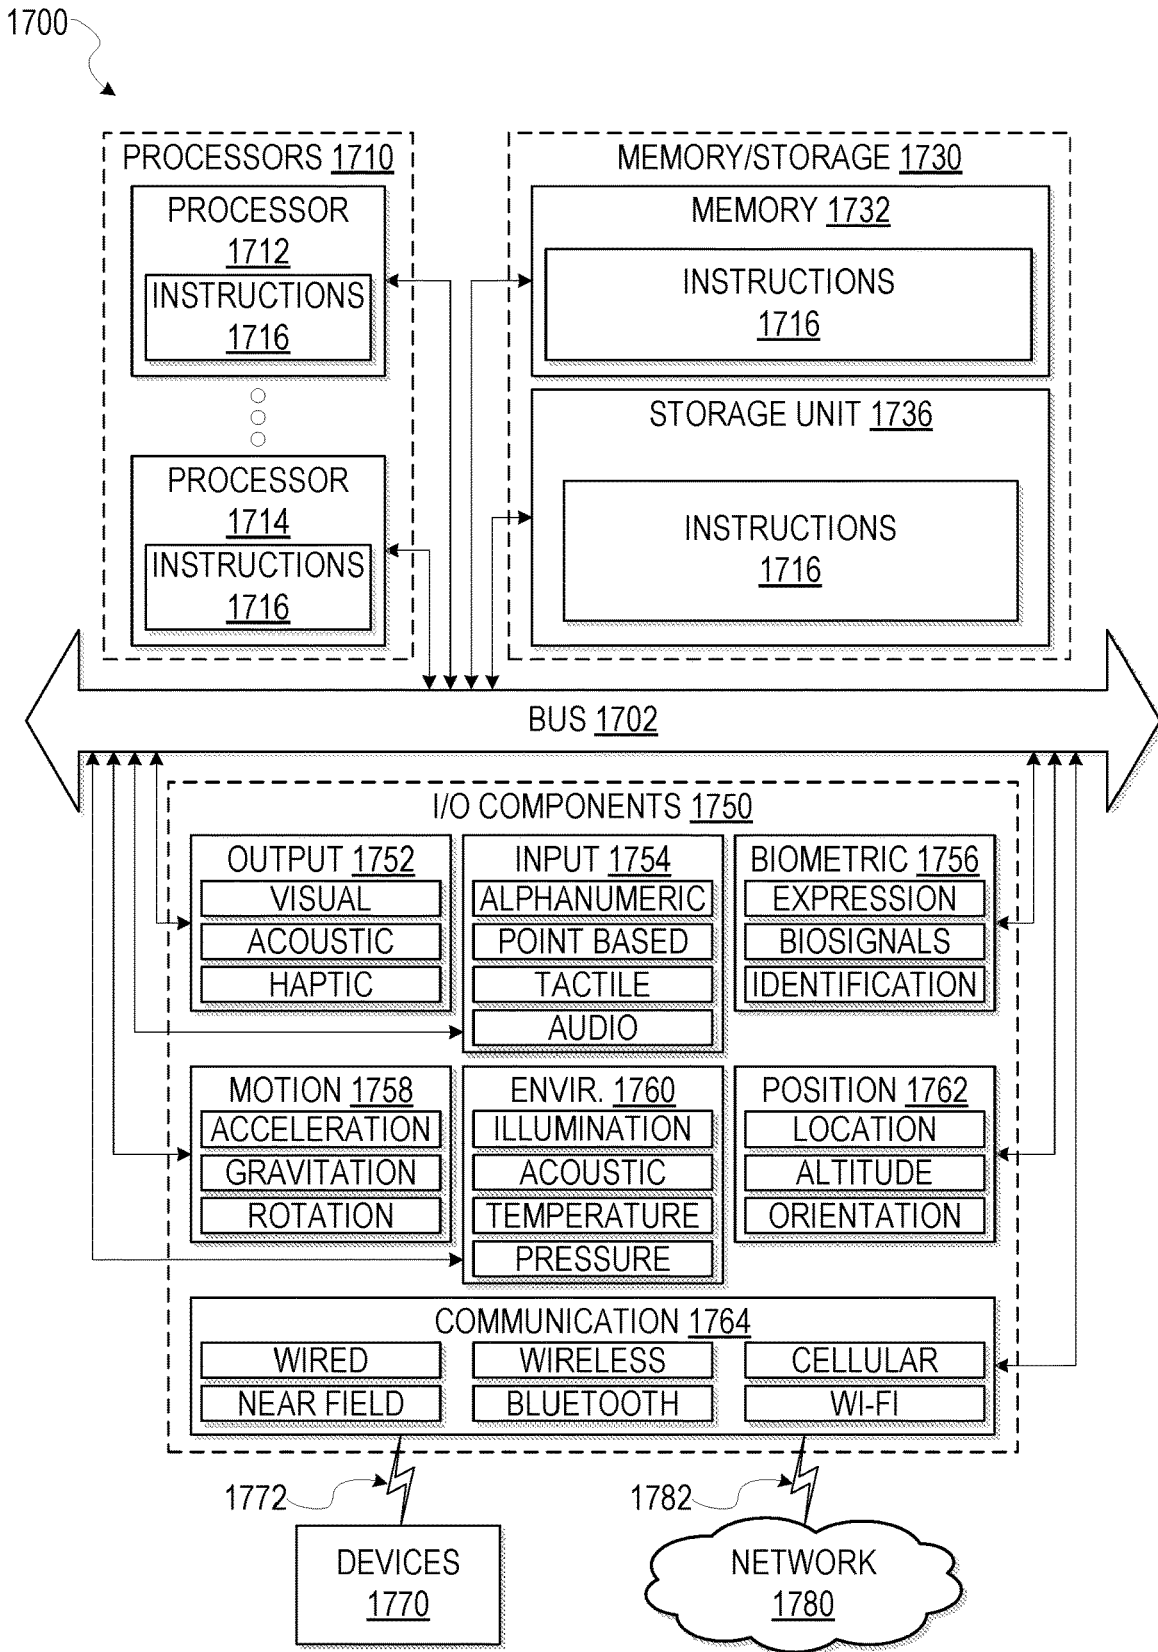 1700
PROCESSORS 1710
PROCESSOR
1712
INSTRUCTIONS
1716
PROCESSOR
1714
INSTRUCTIONS
1716
MEMORY/STORAGE 1730
MEMORY 1732
INSTRUCTIONS
1716
STORAGE UNIT 1736
INSTRUCTIONS
1716
BUS 1702
I/O COMPONENTS 1750
OUTPUT 1752
VISUAL
ACOUSTIC
HAPTIC
INPUT 1754
ALPHANUMERIC
POINT BASED
TACTILE
AUDIO
BIOMETRIC 1756
EXPRESSION
BIOSIGNALS
IDENTIFICATION
MOTION 1758
ACCELERATION
GRAVITATION
ROTATION
ENVIR. 1760
ILLUMINATION
ACOUSTIC
TEMPERATURE
PRESSURE
POSITION 1762
LOCATION
ALTITUDE
ORIENTATION
COMMUNICATION 1764
WIRED
WIRELESS
CELLULAR
NEAR FIELD
BLUETOOTH
WI-FI
1772
1782
DEVICES
1770
NETWORK
1780